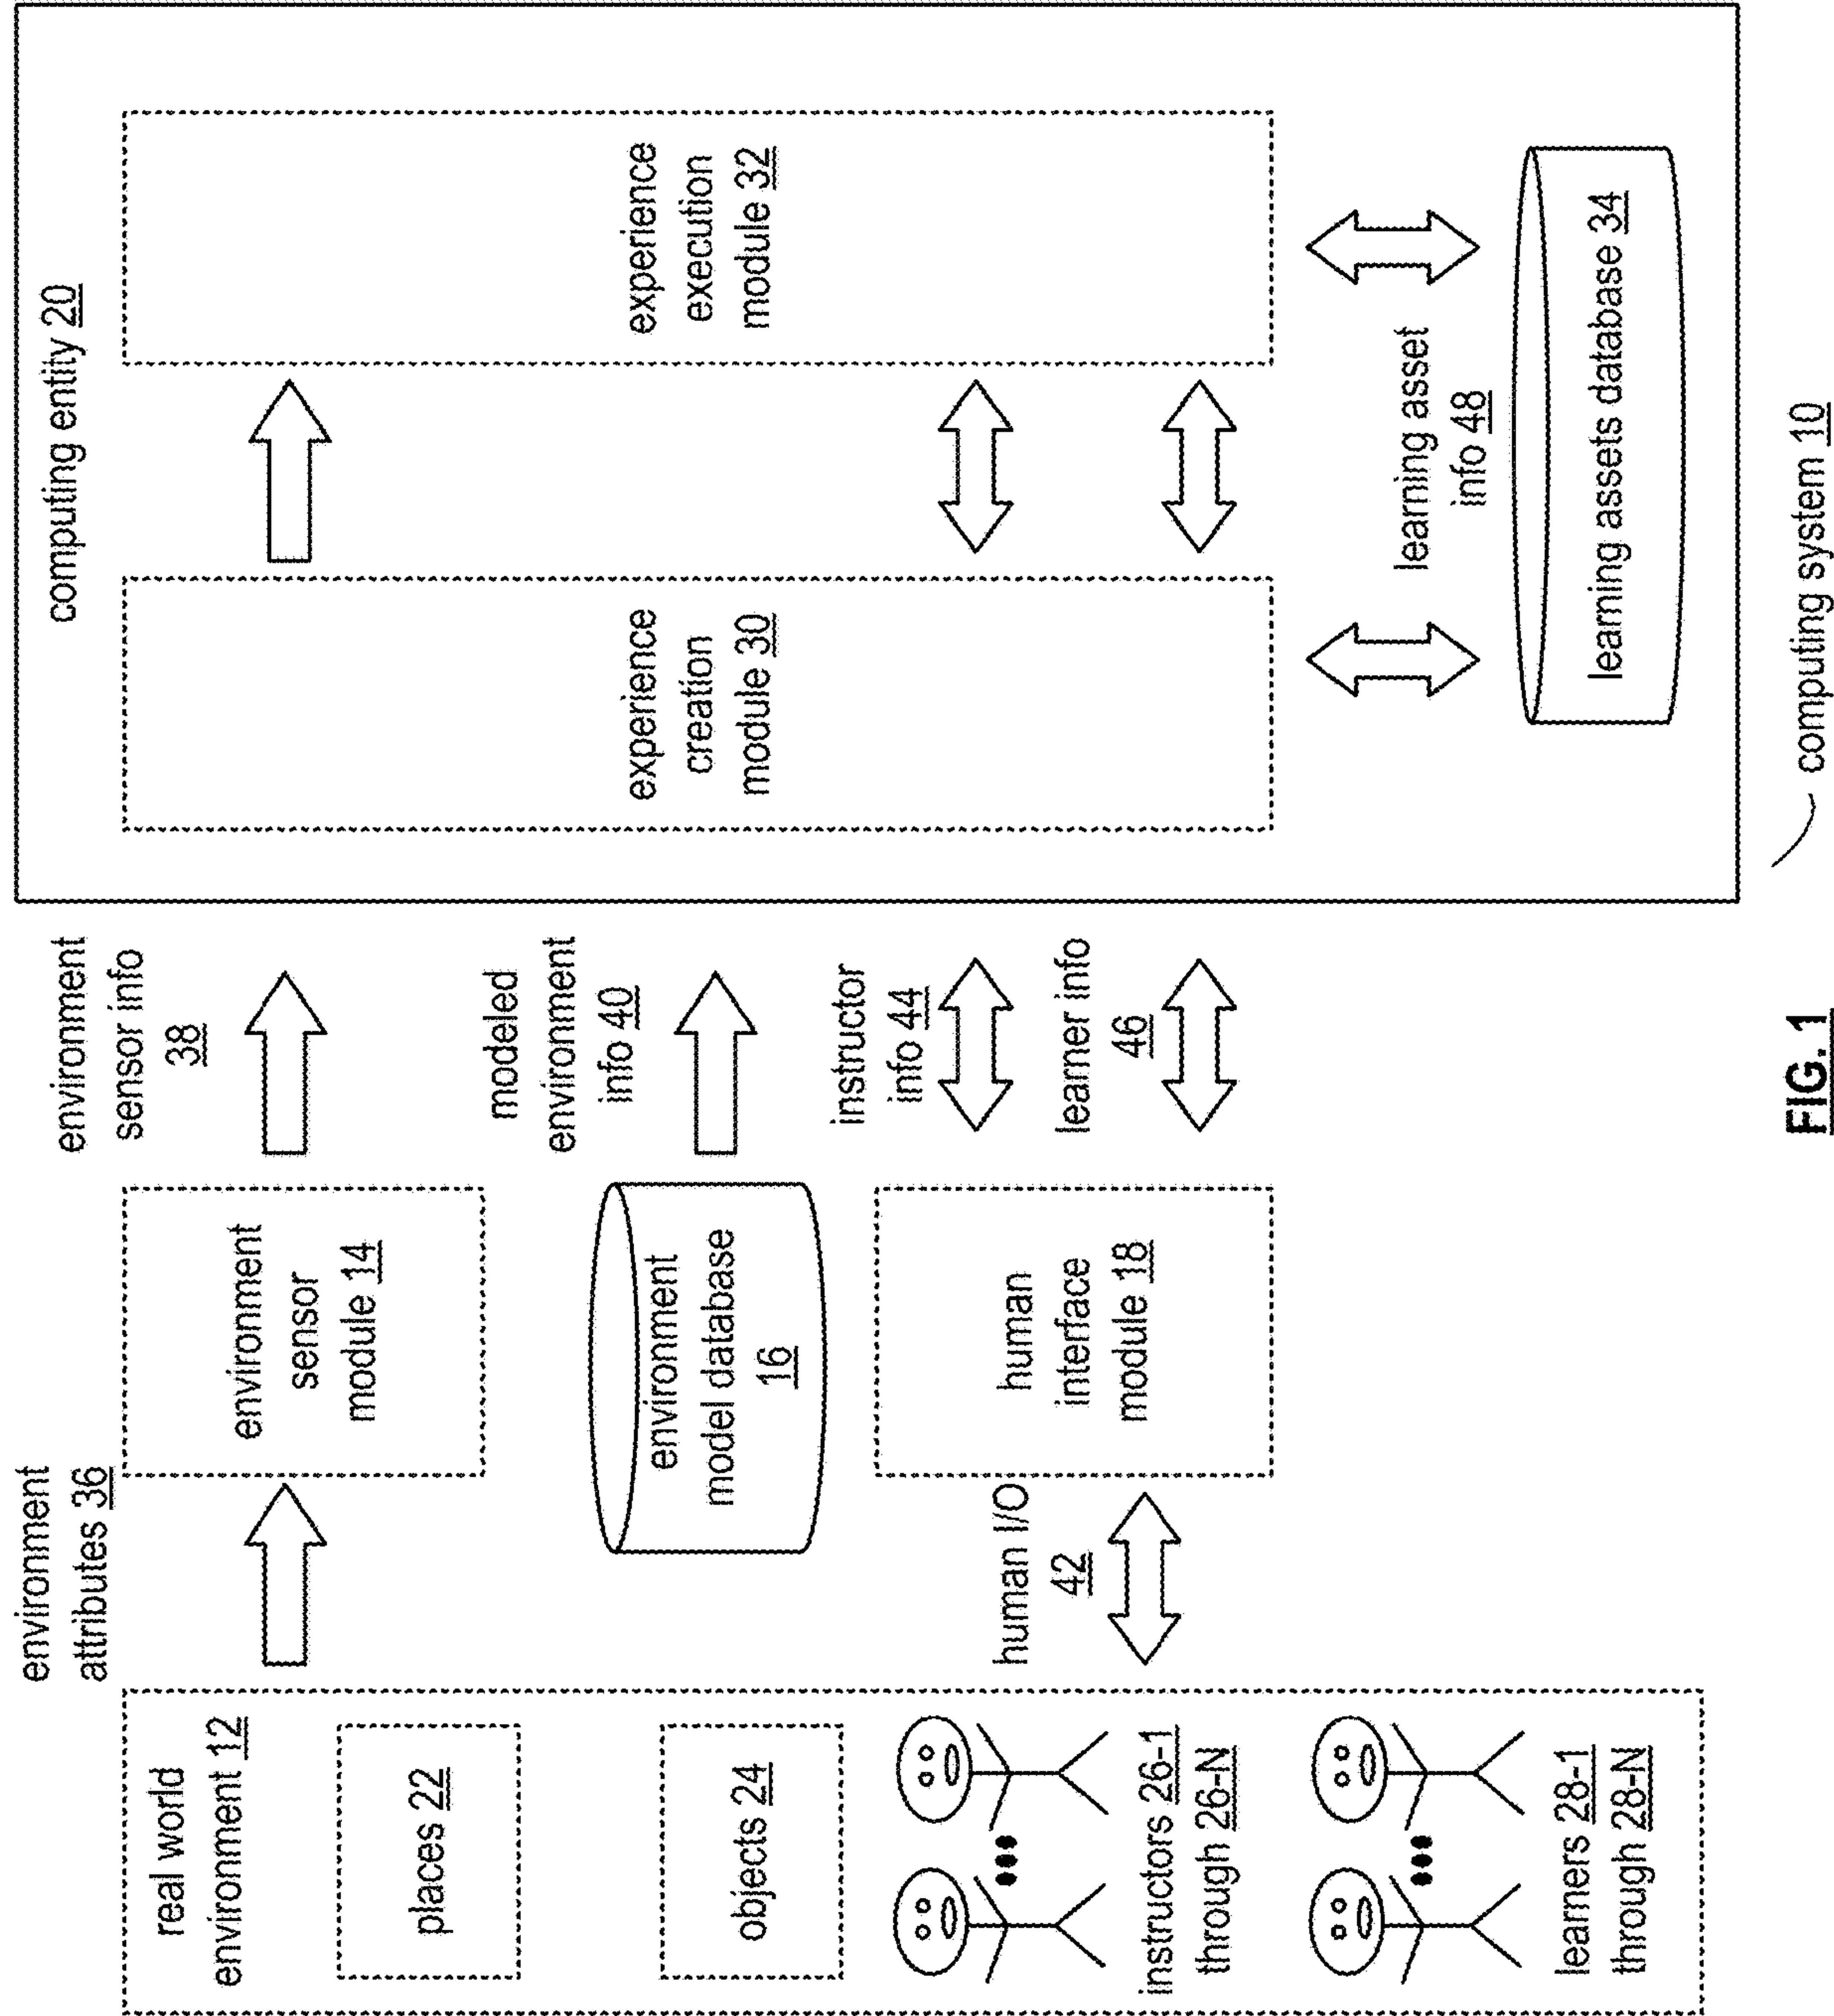 real world
environment 12
places 22
objects 24
instructors 26-1
through 26-N
learners 28-1
through 28-N
environment
attributes 36
human I/O
42
environment
sensor
module 14
environment
model database
16
human
interface
module 18
environment
sensor info
38
modeled
environment
info 40
instructor
info 44
learner info
46
computing entity 20
experience
creation
module 30
experience
execution
module 32
learning asset
info 48
learning assets database 34
computing system 10
FIG. 1